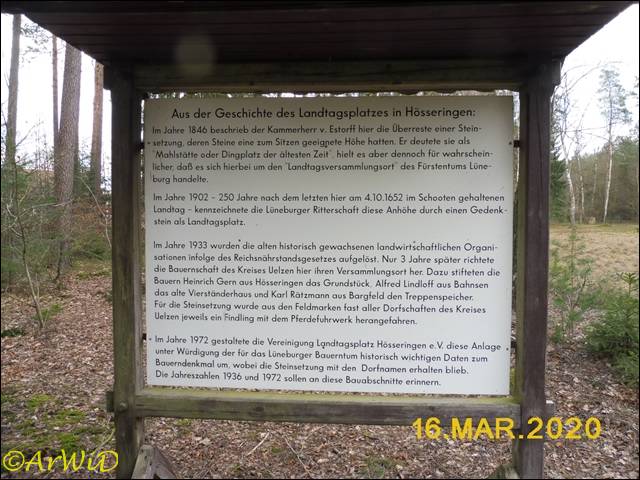 Aus der Geschichte des Landtagsplatzes in Hösseringen:
Im Jahre 1846 beschrieb der Kammerherr v. Estorff hier die Überreste einer Stein-
setzung, deren Steine eine zum Sitzen geeignete Höhe hatten. Er deutete sie als
"Mahlstätte oder Dingplatz der ältesten Zeit", hielt es aber dennoch für wahrschein-
licher, daß es sich hierbei um den "Landtagsversammlungsort" des Fürstentums Lüne-
burg handelte.
Im Jahre 1902 - 250 Jahre nach dem letzten hier am 4.10.1652 im Schooten gehaltenen
Landtag - kennzeichnete die Lüneburger Ritterschaft diese Anhöhe durch einen Gedenk-
stein als Landtagsplatz.
Im Jahre 1933 wurden die alten historisch gewachsenen landwirtschaftlichen Organi-
sationen infolge des Reichsnährstandsgesetzes aufgelöst. Nur 3 Jahre später richtete
die Bauernschaft des Kreises Uelzen hier ihren Versammlungsort her. Dazu stifteten die
Bauern Heinrich Gern aus Hösseringen das Grundstück, Alfred Lindloff aus Bahnsen
das alte Vierständerhaus und Karl Rätzmann aus Bargfeld den Treppenspeicher.
Für die Steinsetzung wurde aus den Feldmarken fast aller Dorfschaften des Kreises
Uelzen jeweils ein Findling mit dem Pferdefuhrwerk herangefahren.
Im Jahre 1972 gestaltete die Vereinigung Landtagsplatz Hösseringen e.V. diese Anlage
unter Würdigung der für das Lüneburger Bauerntum historisch wichtigen Daten zum
Bauerndenkmal um, wobei die Steinsetzung mit den Dorfnamen erhalten blieb.
Die Jahreszahlen 1936 und 1972 sollen an diese Bauabschnitte erinnern.
16.MAR.2020
©ArWiD